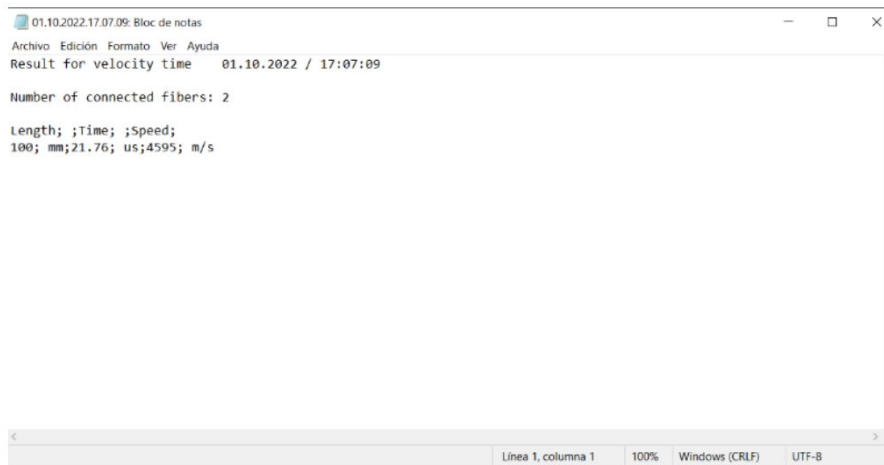 01.10.2022.17.07.09: Bloc de notas
Archivo Edición Formato Ver Ayuda
Result for velocity time    01.10.2022 / 17:07:09
Number of connected fibers: 2
Length; ;Time; ;Speed;
100; mm;21.76; us;4595; m/s
Línea 1, columna 1 100% Windows (CRLF) UTF-8